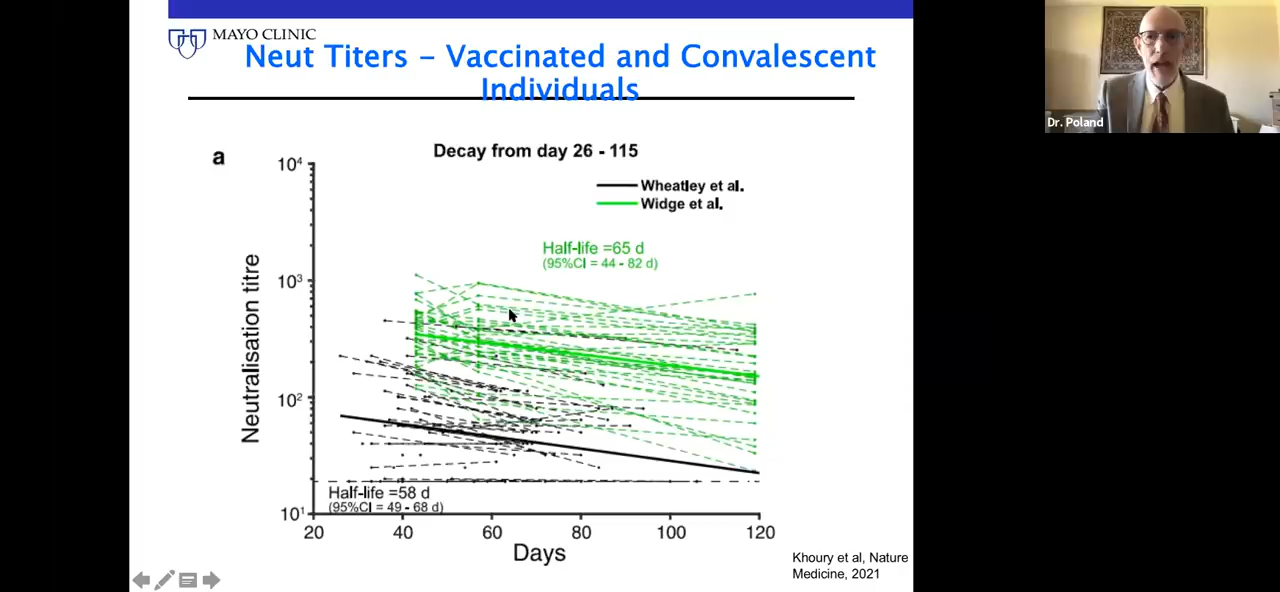 MAYO CLINIC
Neut Titers – Vaccinated and Convalescent
Individuals
a
Decay from day 26 - 115
Wheatley et al.
Widge et al.
Half-life =65 d
(95%CI = 44 - 82 d)
Neutralisation titre
10⁴
10³
10²
10¹
Half-life =58 d
(95%CI = 49 - 68 d)
20 40 60 80 100 120
Days
Khoury et al, Nature
Medicine, 2021
Dr. Poland